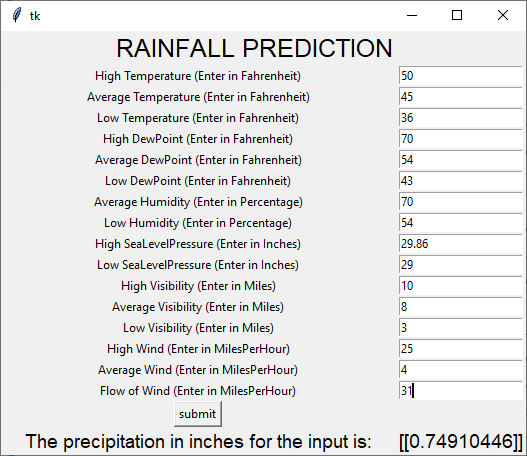 tk
RAINFALL PREDICTION
High Temperature (Enter in Fahrenheit) 50
Average Temperature (Enter in Fahrenheit) 45
Low Temperature (Enter in Fahrenheit) 36
High DewPoint (Enter in Fahrenheit) 70
Average DewPoint (Enter in Fahrenheit) 54
Low DewPoint (Enter in Fahrenheit) 43
Average Humidity (Enter in Percentage) 70
Low Humidity (Enter in Percentage) 54
High SeaLevelPressure (Enter in Inches) 29.86
Low SeaLevelPressure (Enter in Inches) 29
High Visibility (Enter in Miles) 10
Average Visibility (Enter in Miles) 8
Low Visibility (Enter in Miles) 3
High Wind (Enter in MilesPerHour) 25
Average Wind (Enter in MilesPerHour) 4
Flow of Wind (Enter in MilesPerHour) 31
submit
The precipitation in inches for the input is: [[0.74910446]]